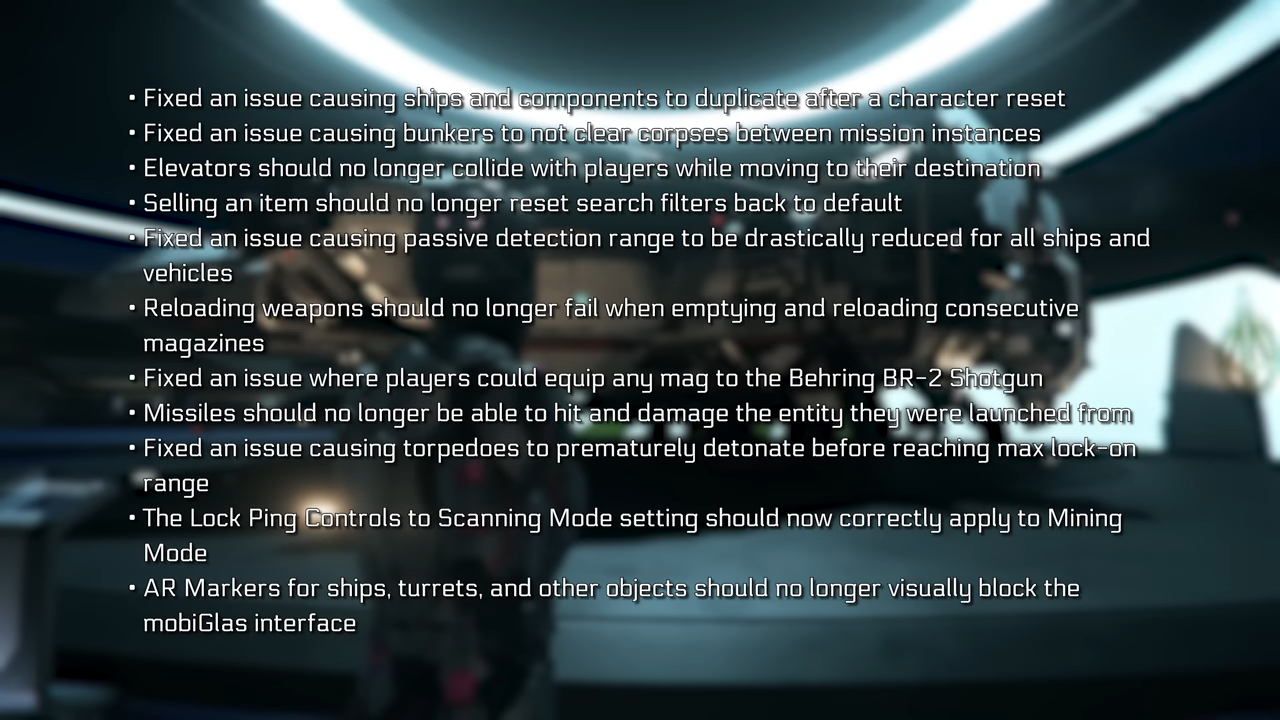 • Fixed an issue causing ships and components to duplicate after a character reset
• Fixed an issue causing bunkers to not clear corpses between mission instances
• Elevators should no longer collide with players while moving to their destination
• Selling an item should no longer reset search filters back to default
• Fixed an issue causing passive detection range to be drastically reduced for all ships and
vehicles
• Reloading weapons should no longer fail when emptying and reloading consecutive
magazines
• Fixed an issue where players could equip any mag to the Behring BR-2 Shotgun
• Missiles should no longer be able to hit and damage the entity they were launched from
• Fixed an issue causing torpedoes to prematurely detonate before reaching max lock-on
range
• The Lock Ping Controls to Scanning Mode setting should now correctly apply to Mining
Mode
• AR Markers for ships, turrets, and other objects should no longer visually block the
mobiGlas interface